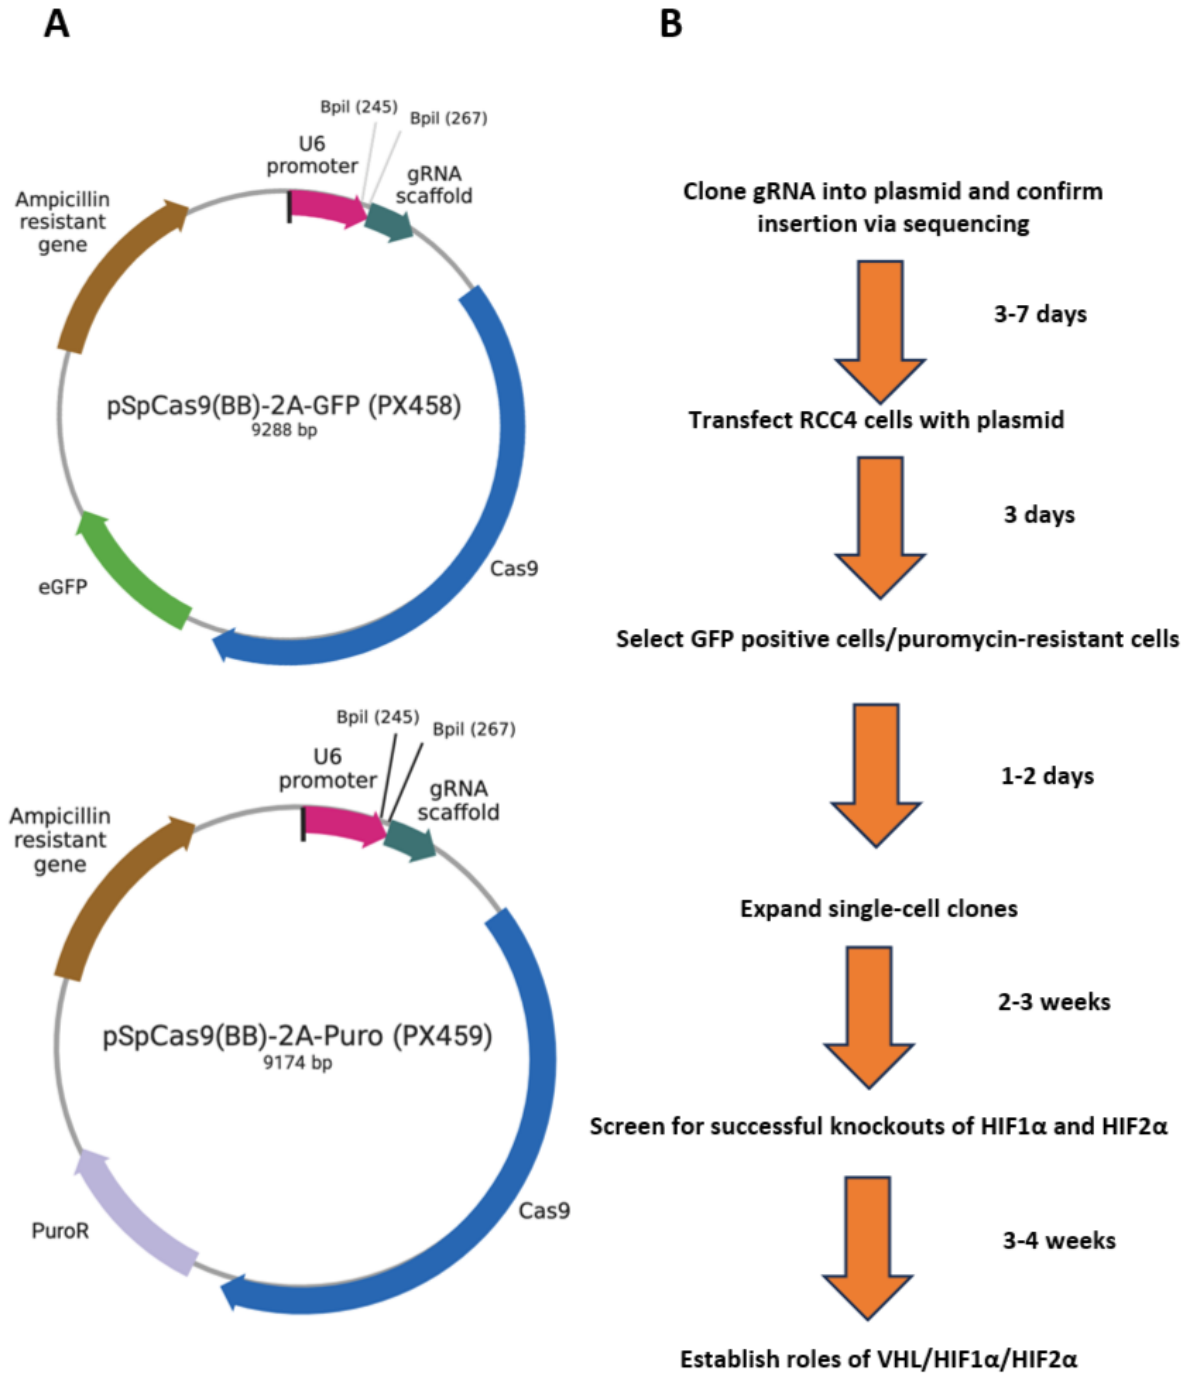 A
BpiI (245)
BpiI (267)
U6
promoter
gRNA
scaffold
Ampicillin
resistant
gene
pSpCas9(BB)-2A-GFP (PX458)
9288 bp
Cas9
eGFP
BpiI (245)
BpiI (267)
U6
promoter
gRNA
scaffold
Ampicillin
resistant
gene
pSpCas9(BB)-2A-Puro (PX459)
9174 bp
Cas9
PuroR
B
Clone gRNA into plasmid and confirm
insertion via sequencing
3-7 days
Transfect RCC4 cells with plasmid
3 days
Select GFP positive cells/puromycin-resistant cells
1-2 days
Expand single-cell clones
2-3 weeks
Screen for successful knockouts of HIF1α and HIF2α
3-4 weeks
Establish roles of VHL/HIF1α/HIF2α